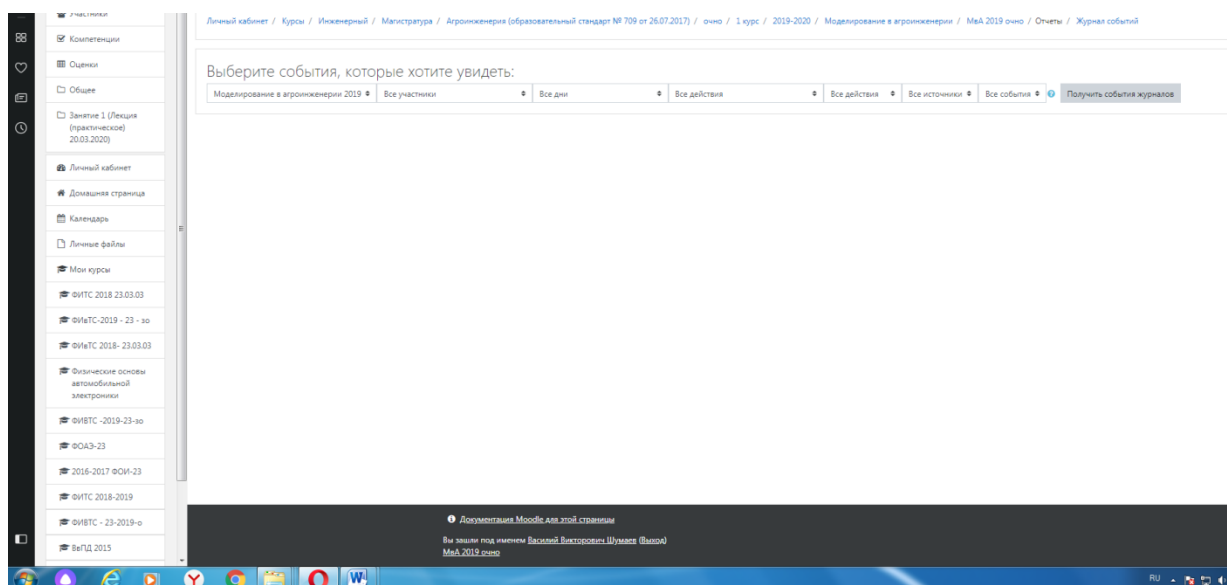 Участники
Личный кабинет / Курсы / Инженерный / Магистратура / Агроинженерия (образовательный стандарт № 709 от 26.07.2017) / очно / 1 курс / 2019-2020 / Моделирование в агроинженерии / МвА 2019 очно / Отчеты / Журнал событий
Компетенции
Оценки
Общее
Занятие 1 (Лекция
(практическое)
20.03.2020)
Выберите события, которые хотите увидеть:
Моделирование в агроинженерии 2019 Все участники Все дни Все действия Все действия Все источники Все события Получить события журналов
Личный кабинет
Домашняя страница
Календарь
Личные файлы
Мои курсы
ФИТС 2018 23.03.03
ФИвТС-2019 - 23 - зо
ФИвТС 2018- 23.03.03
Физические основы
автомобильной
электроники
ФИВТС -2019-23-зо
ФОАЭ-23
2016-2017 ФОИ-23
ФИТС 2018-2019
ФИВТС - 23-2019-о
ВвПД 2015
Документация Moodle для этой страницы
Вы зашли под именем Василий Викторович Шумаев (Выход)
МвА 2019 очно
RU